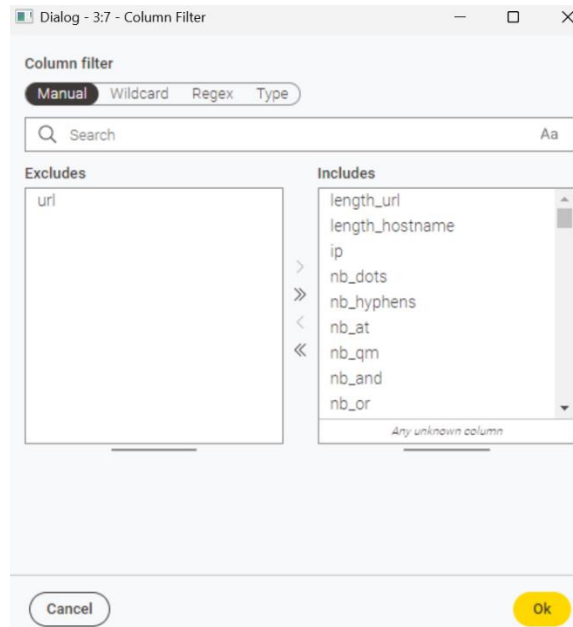 Dialog - 3:7 - Column Filter
Column filter
Manual Wildcard Regex Type
Search Aa
Excludes Includes
url
length_url
length_hostname
ip
nb_dots
nb_hyphens
nb_at
nb_qm
nb_and
nb_or
Any unknown column
Cancel Ok